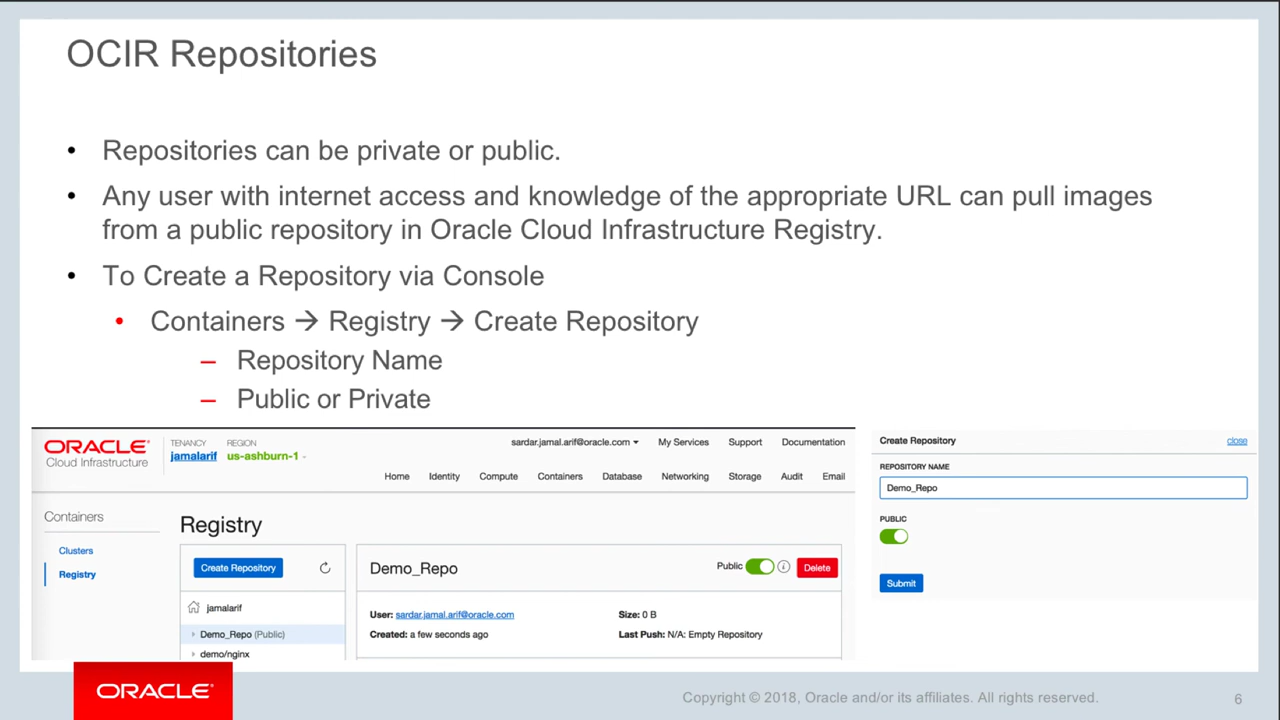 OCIR Repositories
• Repositories can be private or public.
• Any user with internet access and knowledge of the appropriate URL can pull images
from a public repository in Oracle Cloud Infrastructure Registry.
• To Create a Repository via Console
• Containers → Registry → Create Repository
– Repository Name
– Public or Private
ORACLE®
Cloud Infrastructure
TENANCY
jamalarif
REGION
us-ashburn-1
sardar.jamal.arif@oracle.com My Services Support Documentation
Home Identity Compute Containers Database Networking Storage Audit Email
Containers
Clusters
Registry
Registry
Create Repository
jamalarif
Demo_Repo (Public)
demo/nginx
Demo_Repo
Public
i
Delete
User: sardar.jamal.arif@oracle.com
Created: a few seconds ago
Size: 0 B
Last Push: N/A: Empty Repository
Create Repository close
REPOSITORY NAME
Demo_Repo
PUBLIC
Submit
ORACLE®
Copyright © 2018, Oracle and/or its affiliates. All rights reserved. 6